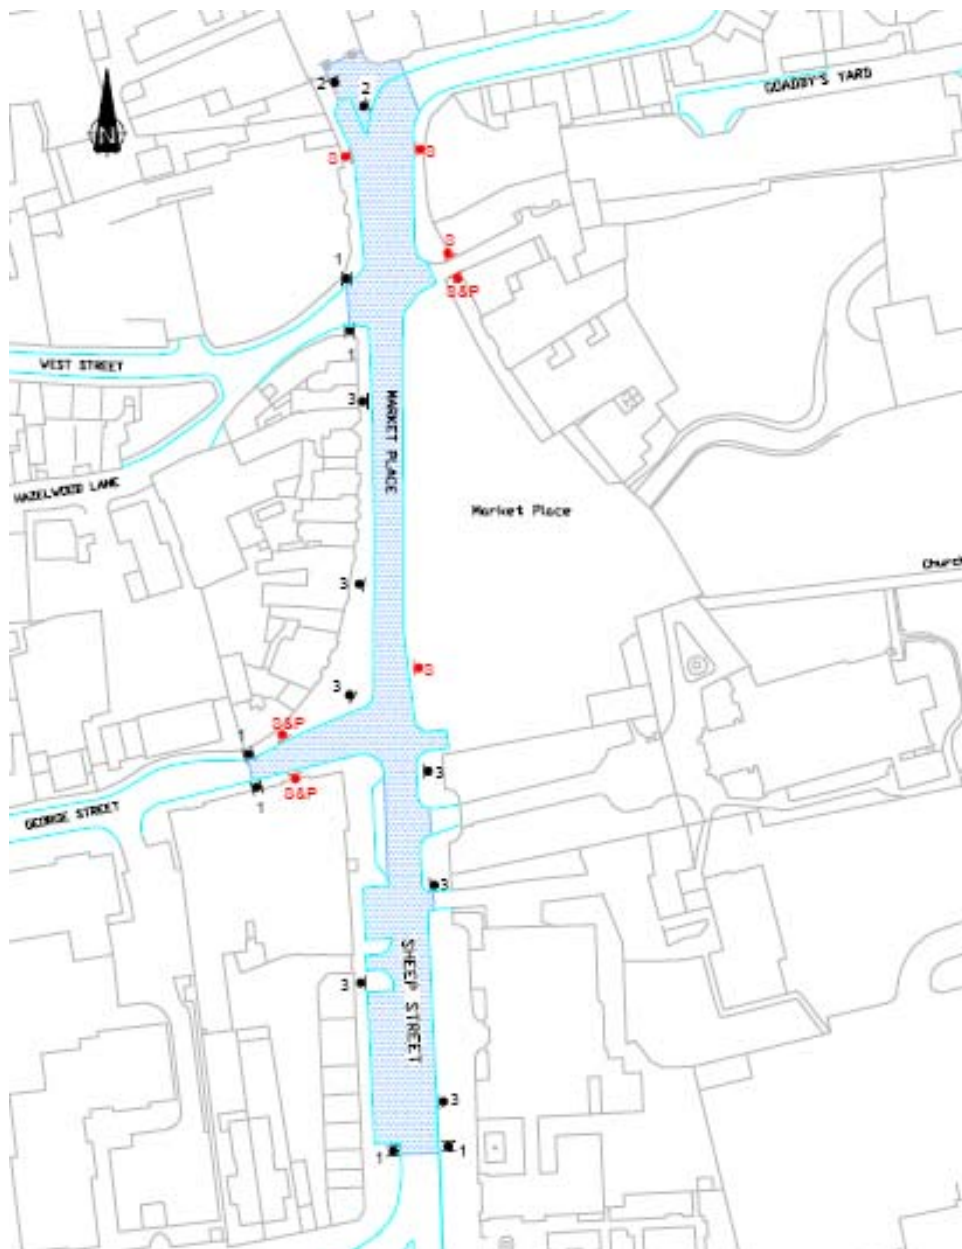 GOADBY'S YARD
2
2
N
S
S
S
1
S&P
1
WEST STREET
3
MARKET PLACE
HAZELWOOD LANE
Market Place
Church
3
S
3
S&P
1
3
S&P
1
GEORGE STREET
3
SHEEP STREET
3
3
1
1